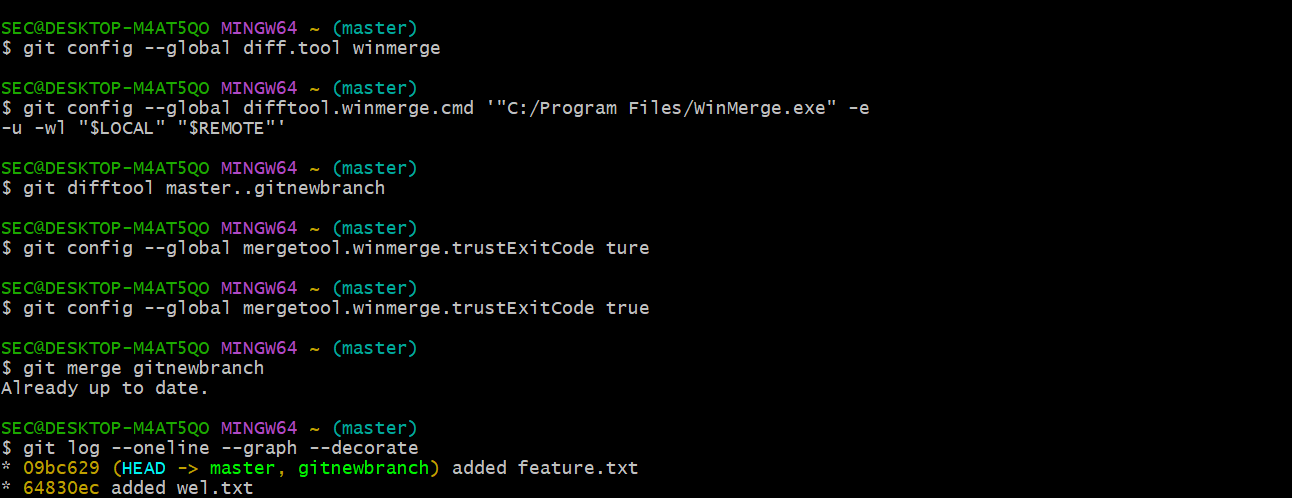 SEC@DESKTOP-M4AT5QO MINGW64 ~ (master)
$ git config --global diff.tool winmerge
SEC@DESKTOP-M4AT5QO MINGW64 ~ (master)
$ git config --global difftool.winmerge.cmd '"C:/Program Files/WinMerge.exe" -e
-u -wl "$LOCAL" "$REMOTE"'
SEC@DESKTOP-M4AT5QO MINGW64 ~ (master)
$ git difftool master..gitnewbranch
SEC@DESKTOP-M4AT5QO MINGW64 ~ (master)
$ git config --global mergetool.winmerge.trustExitCode ture
SEC@DESKTOP-M4AT5QO MINGW64 ~ (master)
$ git config --global mergetool.winmerge.trustExitCode true
SEC@DESKTOP-M4AT5QO MINGW64 ~ (master)
$ git merge gitnewbranch
Already up to date.
SEC@DESKTOP-M4AT5QO MINGW64 ~ (master)
$ git log --oneline --graph --decorate
* 09bc629 (HEAD -> master, gitnewbranch) added feature.txt
* 64830ec added wel.txt